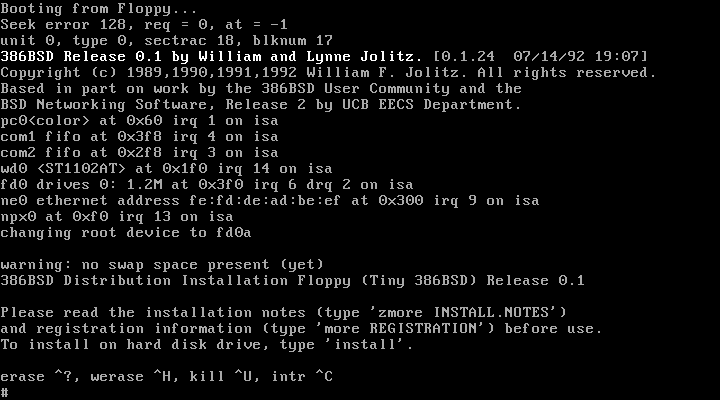 Booting from Floppy...
Seek error 128, req = 0, at = -1
unit 0, type 0, sectrac 18, blknum 17
386BSD Release 0.1 by William and Lynne Jolitz. [0.1.24  07/14/92 19:07]
Copyright (c) 1989,1990,1991,1992 William F. Jolitz. All rights reserved.
Based in part on work by the 386BSD User Community and the
BSD Networking Software, Release 2 by UCB EECS Department.
pc0<color> at 0x60 irq 1 on isa
com1 fifo at 0x3f8 irq 4 on isa
com2 fifo at 0x2f8 irq 3 on isa
wd0 <ST1102AT> at 0x1f0 irq 14 on isa
fd0 drives 0: 1.2M at 0x3f0 irq 6 drq 2 on isa
ne0 ethernet address fe:fd:de:ad:be:ef at 0x300 irq 9 on isa
npx0 at 0xf0 irq 13 on isa
changing root device to fd0a

warning: no swap space present (yet)
386BSD Distribution Installation Floppy (Tiny 386BSD) Release 0.1

Please read the installation notes (type 'zmore INSTALL.NOTES')
and registration information (type 'more REGISTRATION') before use.
To install on hard disk drive, type 'install'.

erase ^?, werase ^H, kill ^U, intr ^C
#